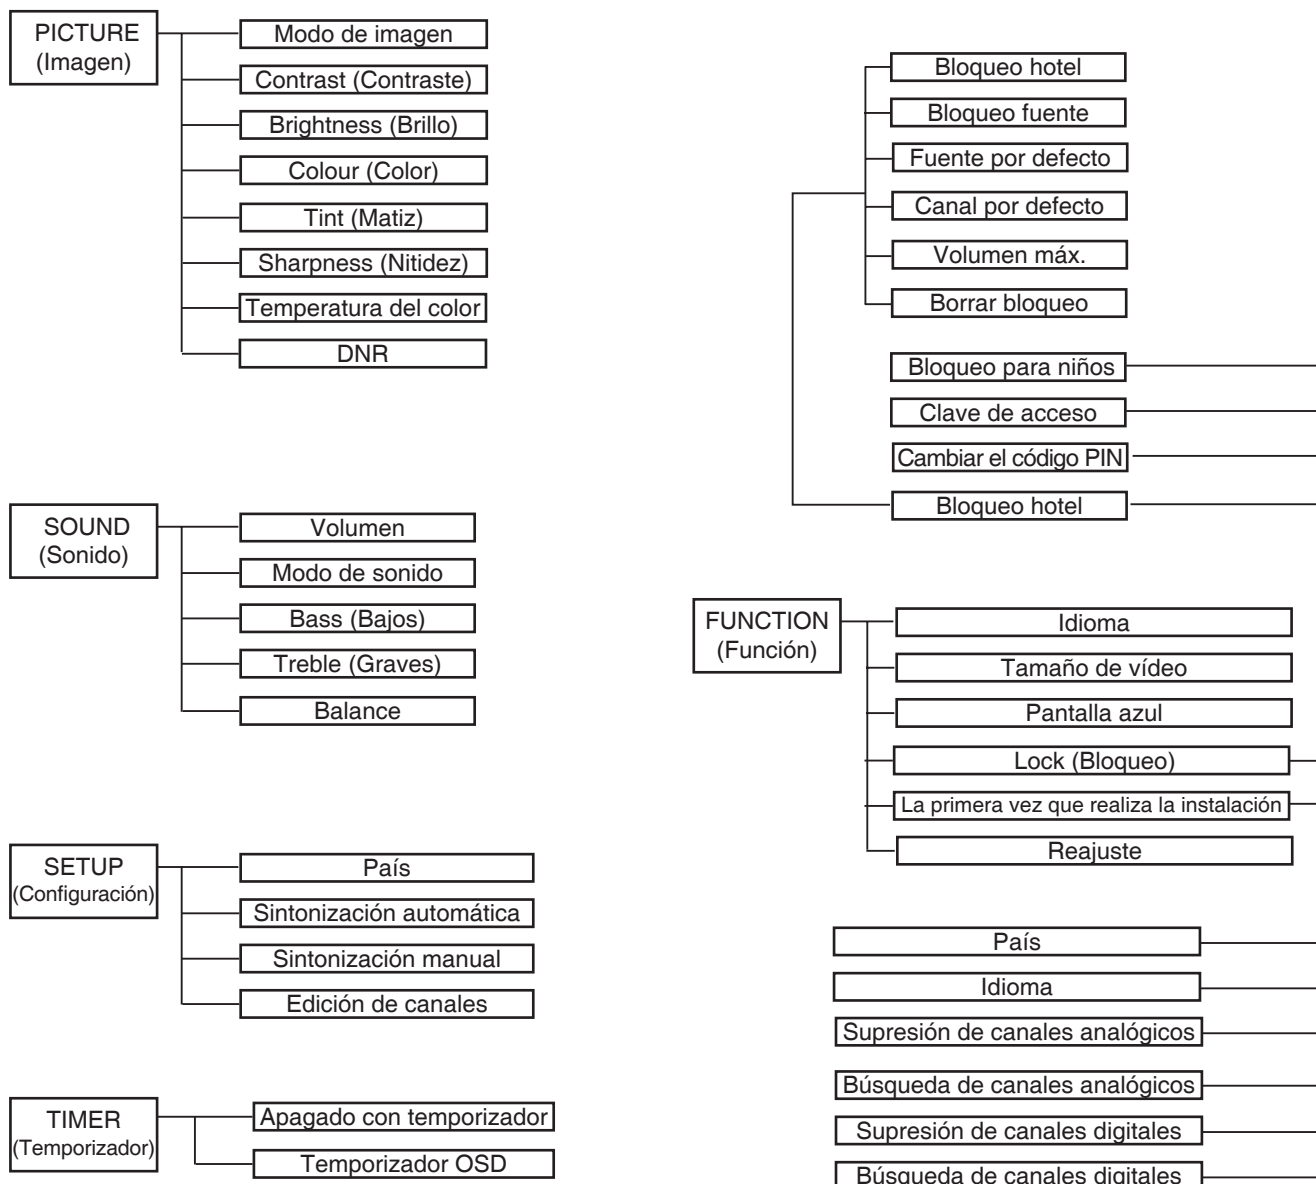 PICTURE
(Imagen)
Modo de imagen
Contrast (Contraste)
Brightness (Brillo)
Colour (Color)
Tint (Matiz)
Sharpness (Nitidez)
Temperatura del color
DNR
SOUND
(Sonido)
Volumen
Modo de sonido
Bass (Bajos)
Treble (Graves)
Balance
SETUP
(Configuración)
País
Sintonización automática
Sintonización manual
Edición de canales
TIMER
(Temporizador)
Apagado con temporizador
Temporizador OSD
Bloqueo hotel
Bloqueo fuente
Fuente por defecto
Canal por defecto
Volumen máx.
Borrar bloqueo
Bloqueo para niños
Clave de acceso
Cambiar el código PIN
Bloqueo hotel
FUNCTION
(Función)
Idioma
Tamaño de vídeo
Pantalla azul
Lock (Bloqueo)
La primera vez que realiza la instalación
Reajuste
País
Idioma
Supresión de canales analógicos
Búsqueda de canales analógicos
Supresión de canales digitales
Búsqueda de canales digitales